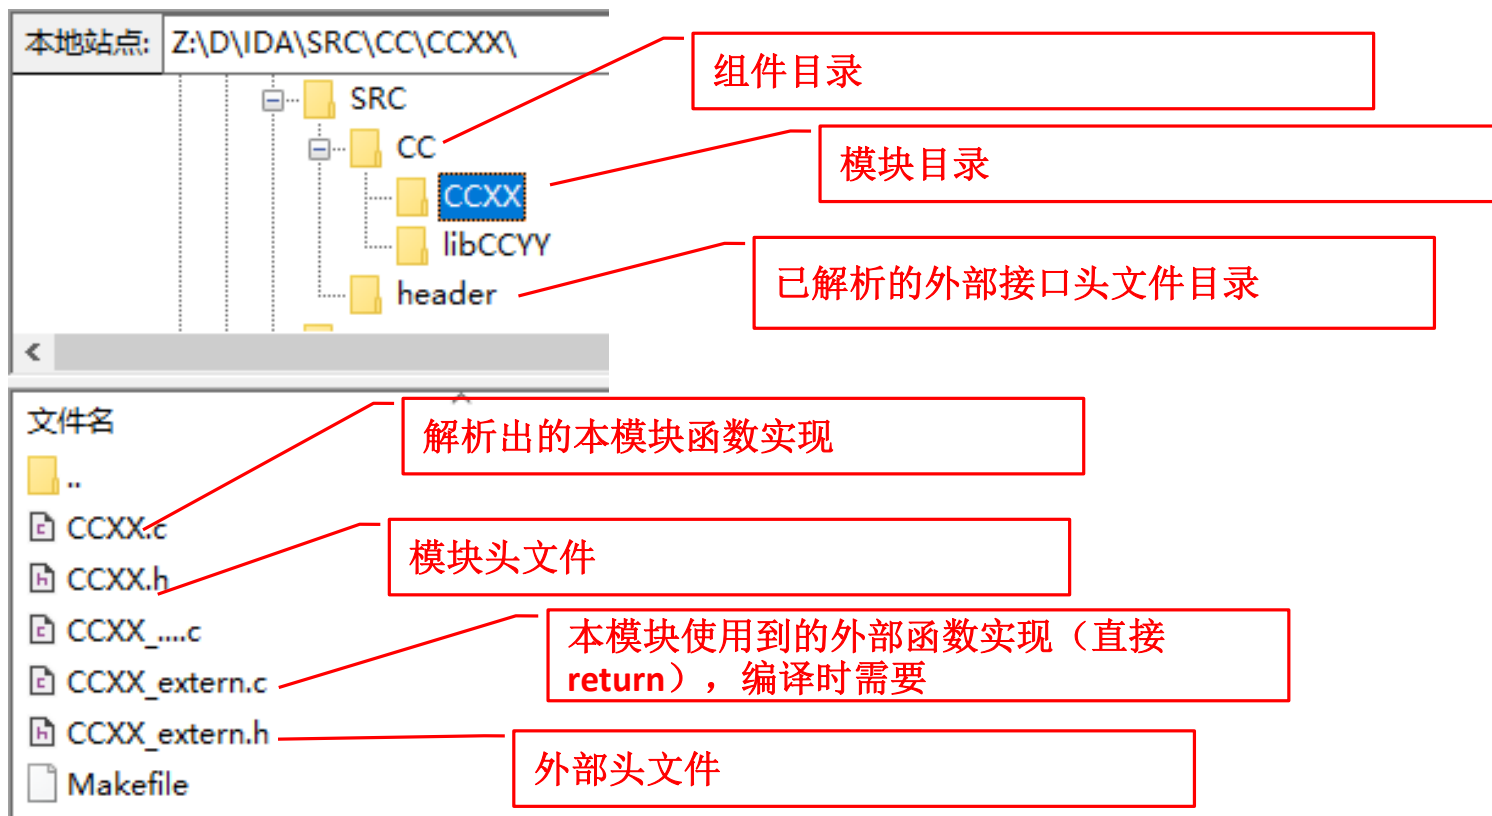 本地站点: Z:\D\IDA\SRC\CC\CCXX\
组件目录
SRC
CC
模块目录
CCXX
libCCYY
已解析的外部接口头文件目录
header
文件名
解析出的本模块函数实现
..
CCXX.c
模块头文件
CCXX.h
CCXX_....c
本模块使用到的外部函数实现（直接
return），编译时需要
CCXX_extern.c
CCXX_extern.h
外部头文件
Makefile